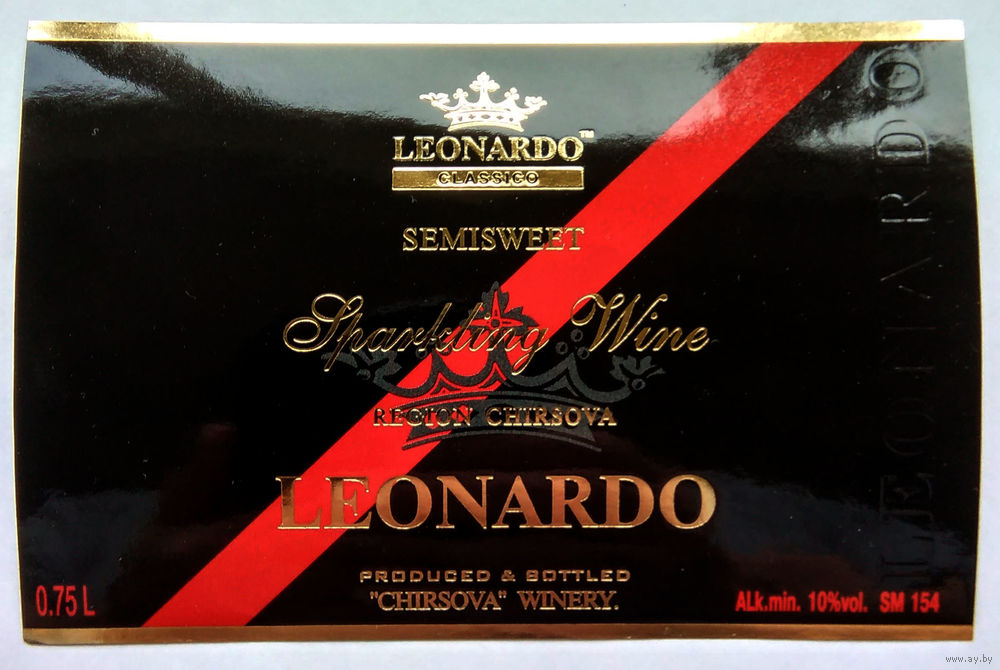 LEONARDO™
CLASSICO
SEMISWEET
Sparkling Wine
REGION CHIRSOVA
LEONARDO
PRODUCED & BOTTLED
"CHIRSOVA" WINERY.
0.75 L
ALk.min. 10%vol. SM 154
LEONARDO
www.ay.by